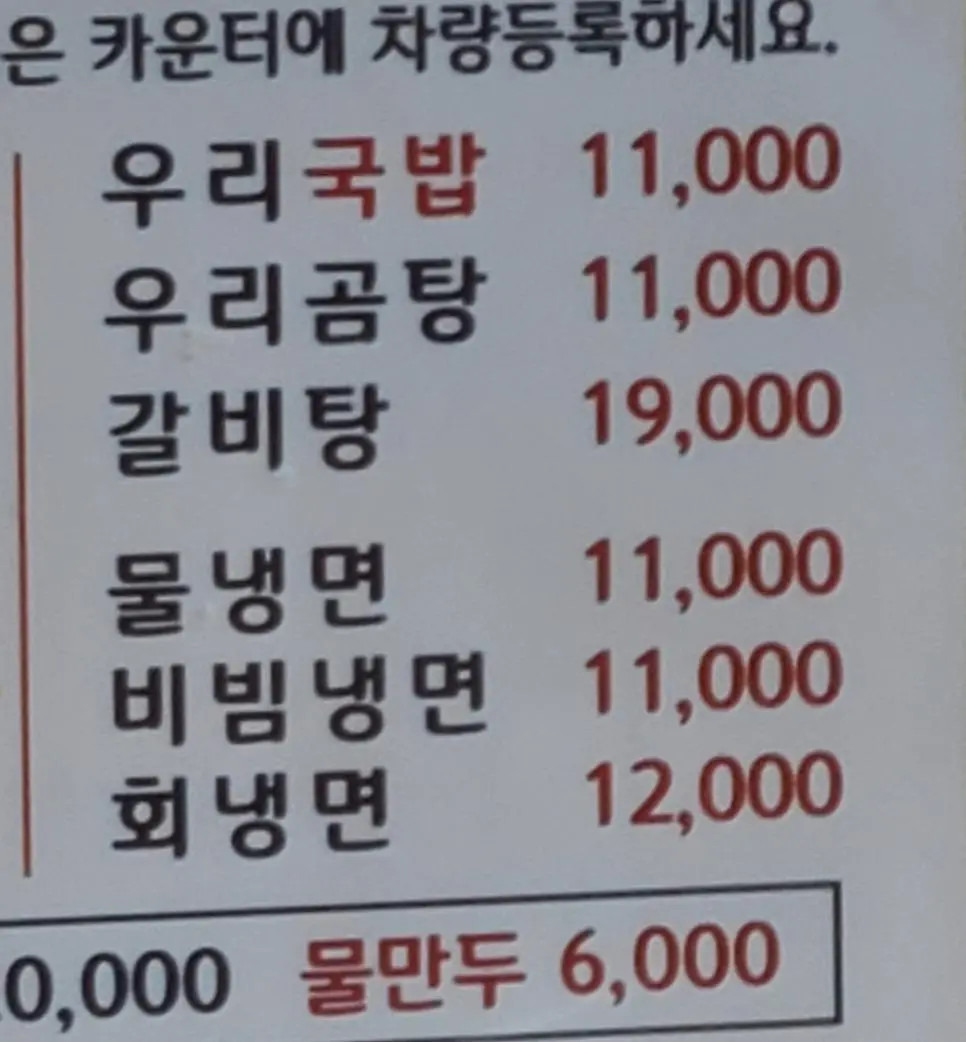 은 카운터에 차량등록하세요.
우리국밥 11,000
우리곰탕 11,000
갈비탕 19,000
물냉면 11,000
비빔냉면 11,000
회냉면 12,000
0,000 물만두 6,000